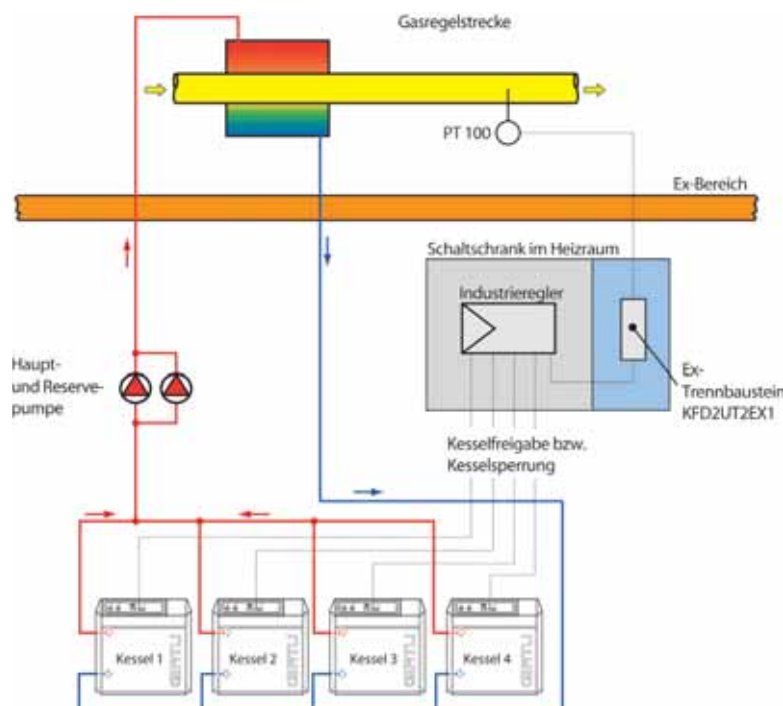 Gasregelstrecke
PT 100
Ex-Bereich
Schaltschrank im Heizraum
Industrieregler
Haupt-
und Reserve-
pumpe
Ex-
Trennbaustein
KFD2UT2EX1
Kesselfreigabe bzw.
Kesselsperrung
Kessel 1
Kessel 2
Kessel 3
Kessel 4